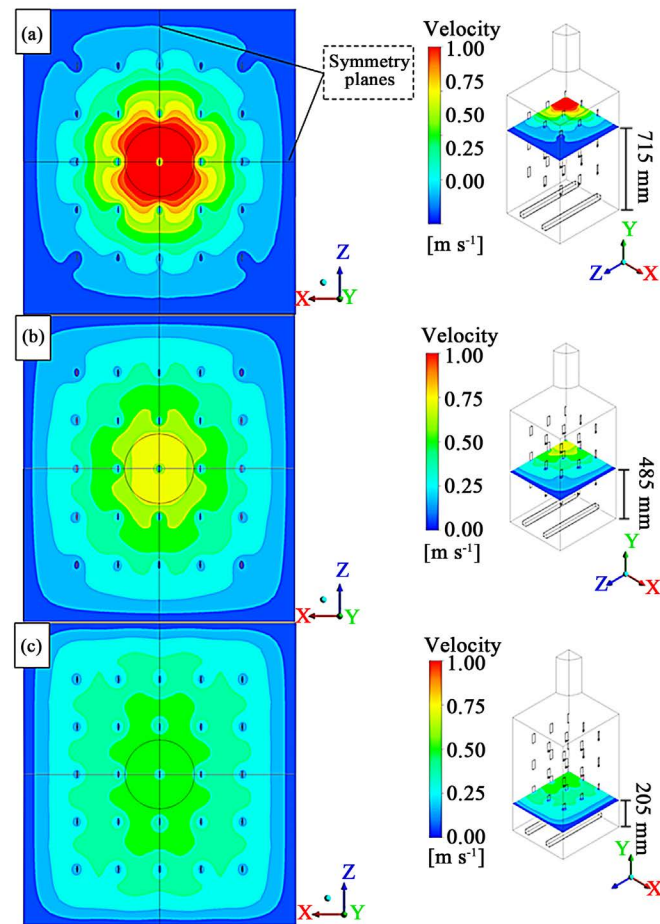 (a)
Symmetry
planes
Z
X
Y
Velocity
1.00
0.75
0.50
0.25
0.00
[m s-1]
715 mm
Y
Z
X
(b)
Z
X
Y
Velocity
1.00
0.75
0.50
0.25
0.00
[m s-1]
485 mm
Y
Z
X
(c)
Z
X
Y
Velocity
1.00
0.75
0.50
0.25
0.00
[m s-1]
205 mm
Y
X